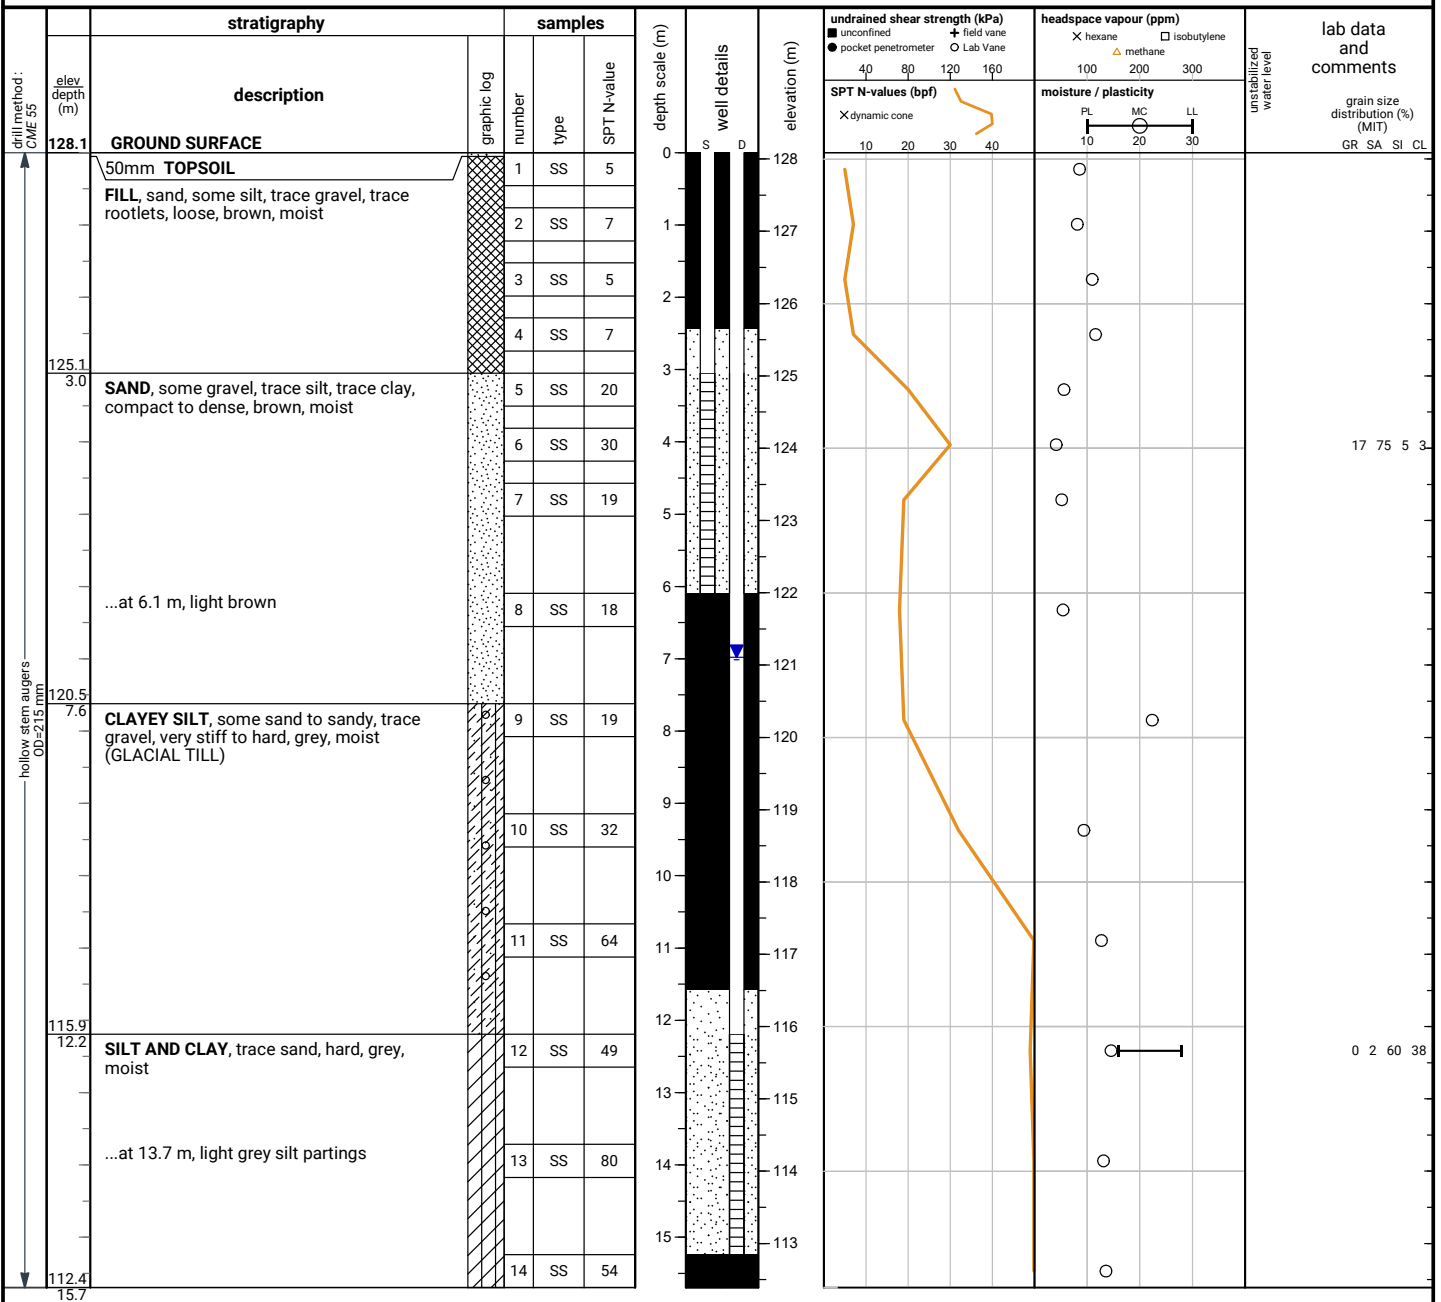 stratigraphy
samples
undrained shear strength (kPa)
unconfined
field vane
pocket penetrometer
Lab Vane
40 80 120 160
headspace vapour (ppm)
hexane
isobutylene
methane
100 200 300
lab data
and
comments
drill method :
CME 55
elev
depth
(m)
description
graphic log
number
type
SPT N-value
depth scale (m)
well details
S D
elevation (m)
SPT N-values (bpf)
dynamic cone
10 20 30 40
moisture / plasticity
PL MC LL
10 20 30
unstabilized
water level
grain size
distribution (%)
(MIT)
GR SA SI CL
128.1 GROUND SURFACE
50mm TOPSOIL
FILL, sand, some silt, trace gravel, trace
rootlets, loose, brown, moist
125.1
3.0
SAND, some gravel, trace silt, trace clay,
compact to dense, brown, moist
...at 6.1 m, light brown
120.5
7.6
CLAYEY SILT, some sand to sandy, trace
gravel, very stiff to hard, grey, moist
(GLACIAL TILL)
115.9
12.2
SILT AND CLAY, trace sand, hard, grey,
moist
...at 13.7 m, light grey silt partings
112.4
15.7
hollow stem augers
OD=215 mm
1 SS 5
2 SS 7
3 SS 5
4 SS 7
5 SS 20
6 SS 30
7 SS 19
8 SS 18
9 SS 19
10 SS 32
11 SS 64
12 SS 49
13 SS 80
14 SS 54
0
1
2
3
4
5
6
7
8
9
10
11
12
13
14
15
128
127
126
125
124
123
122
121
120
119
118
117
116
115
114
113
17 75 5 3
0 2 60 38